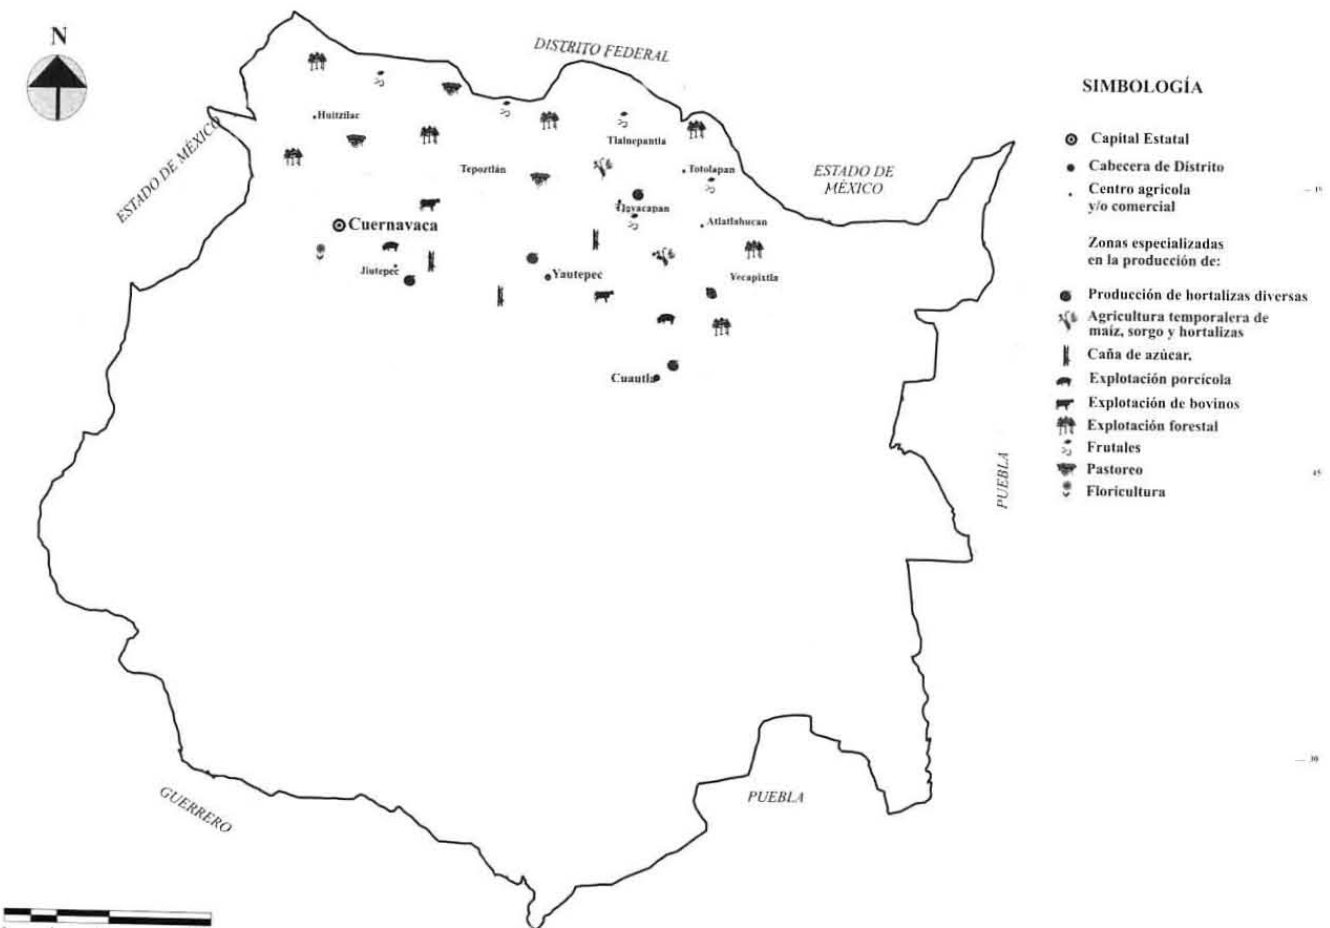 N
DISTRITO FEDERAL
ESTADO DE MÉXICO
ESTADO DE
MÉXICO
Huitzilac
Tlalnepantla
Tepoztlán
Totolapan
Atlatlahucan
Cuernavaca
Jiutepec
Yautepec
Yecapixtla
Cuautla
PUEBLA
PUEBLA
GUERRERO
SIMBOLOGÍA
Capital Estatal
Cabecera de Distrito
Centro agrícola
y/o comercial
Zonas especializadas
en la producción de:
Producción de hortalizas diversas
Agricultura temporalera de
maíz, sorgo y hortalizas
Caña de azúcar.
Explotación porcícola
Explotación de bovinos
Explotación forestal
Frutales
Pastoreo
Floricultura
45
30